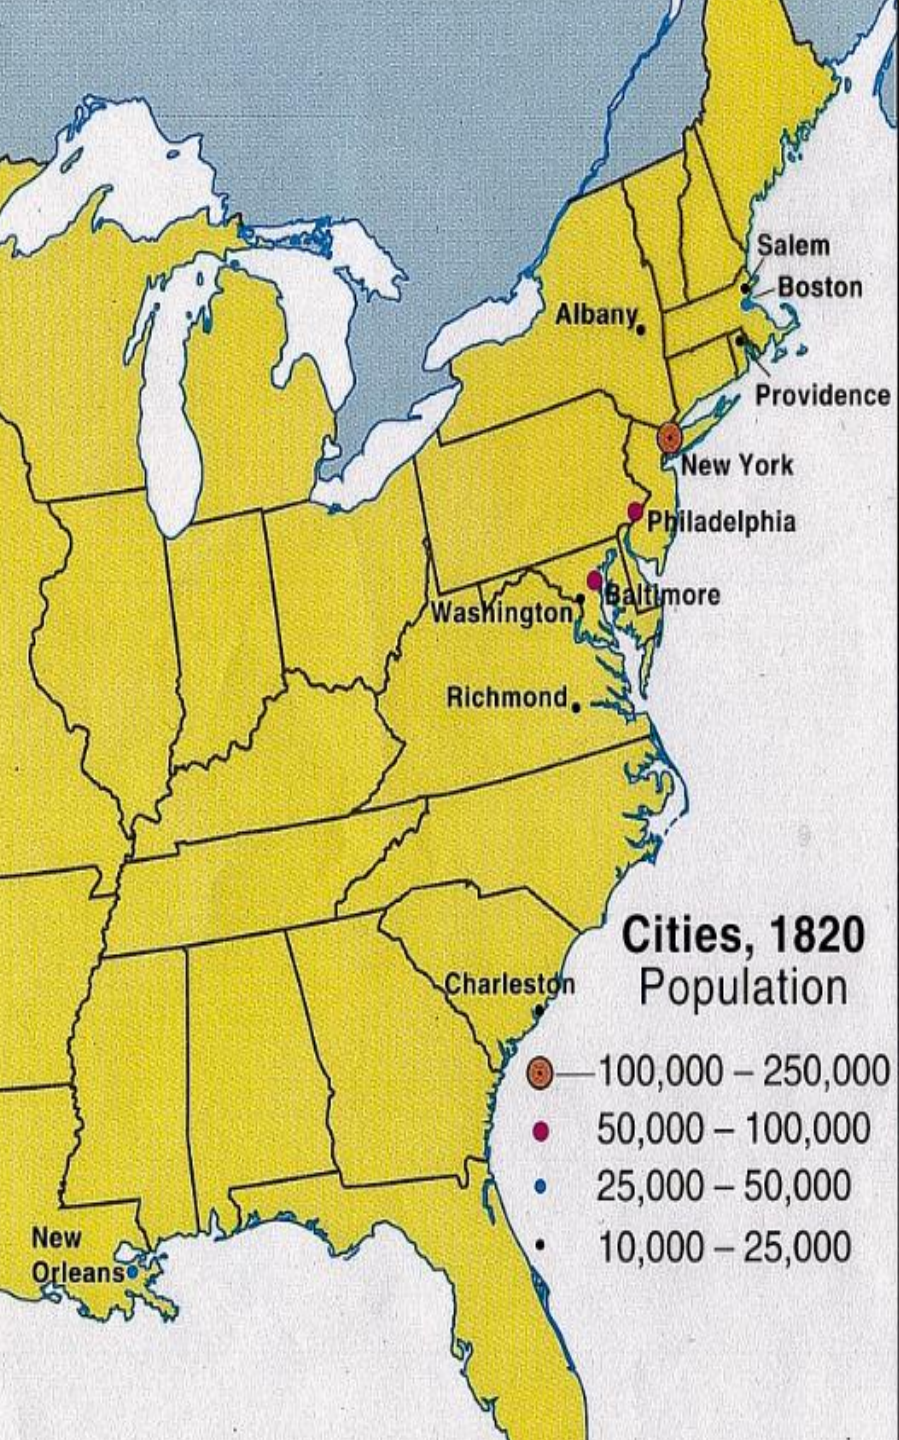 Salem
Boston
Albany
Providence
New York
Philadelphia
Baltimore
Washington
Richmond
Cities, 1820
Population
Charleston
100,000 – 250,000
50,000 – 100,000
25,000 – 50,000
10,000 – 25,000
New
Orleans